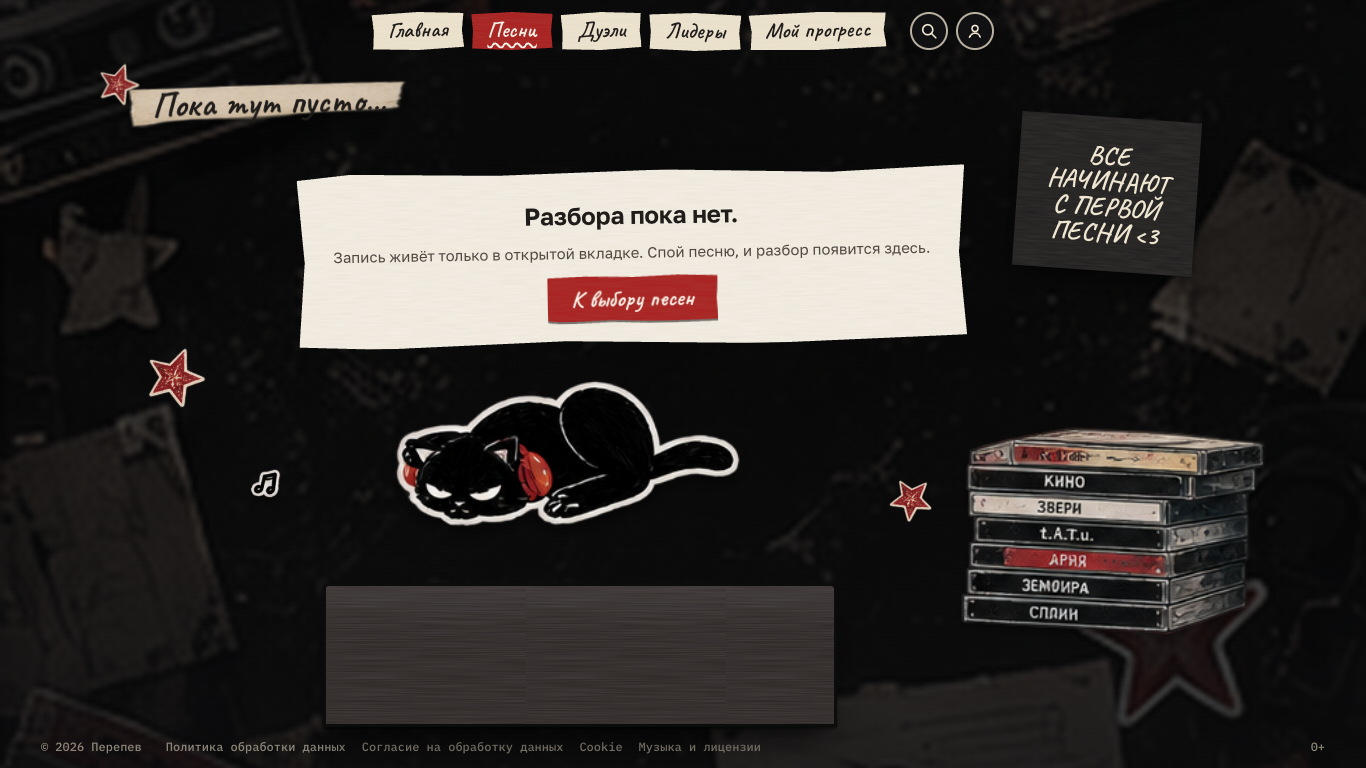 Главная
Песни
Дуэли
Лидеры
Мой прогресс
Пока тут пусто...
ВСЕ
НАЧИНАЮТ
С ПЕРВОЙ
ПЕСНИ <3
Разбора пока нет.
Запись живёт только в открытой вкладке. Спой песню, и разбор появится здесь.
К выбору песен
КИНО
ЗВЕРИ
t.A.T.u.
АРИЯ
ЗЕМФИРА
СПЛИН
© 2026 Перепев
Политика обработки данных
Согласие на обработку данных
Cookie
Музыка и лицензии
0+